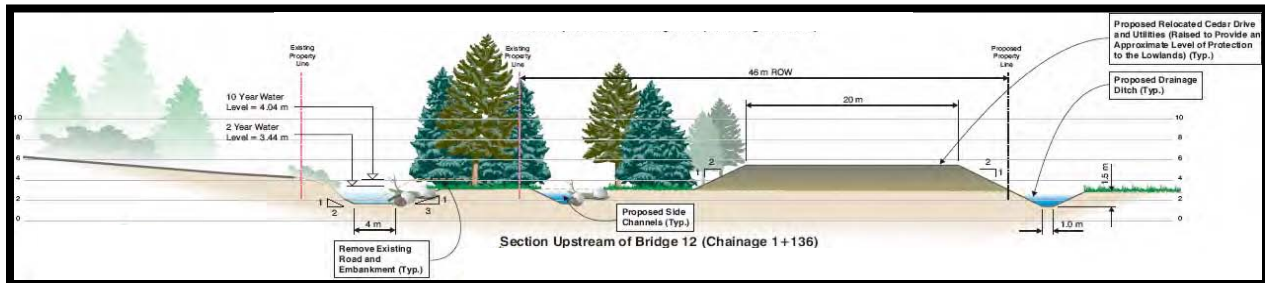 Proposed Relocated Cedar Drive
and Utilities (Raised to Provide an
Approximate Level of Protection
to the Lowlands) (Typ.)
Existing
Property
Line
Existing
Property
Line
Proposed
Property
Line
46 m ROW
10 Year Water
Level = 4.04 m
20 m
Proposed Drainage
Ditch (Typ.)
2 Year Water
Level = 3.44 m
10
8
6
4
2
0
10
8
6
4
2
0
2
1
2
1
1.5 m
1
2
1
3
4 m
Proposed Side
Channels (Typ.)
1.0 m
Remove Existing
Road and
Embankment (Typ.)
Section Upstream of Bridge 12 (Chainage 1+136)